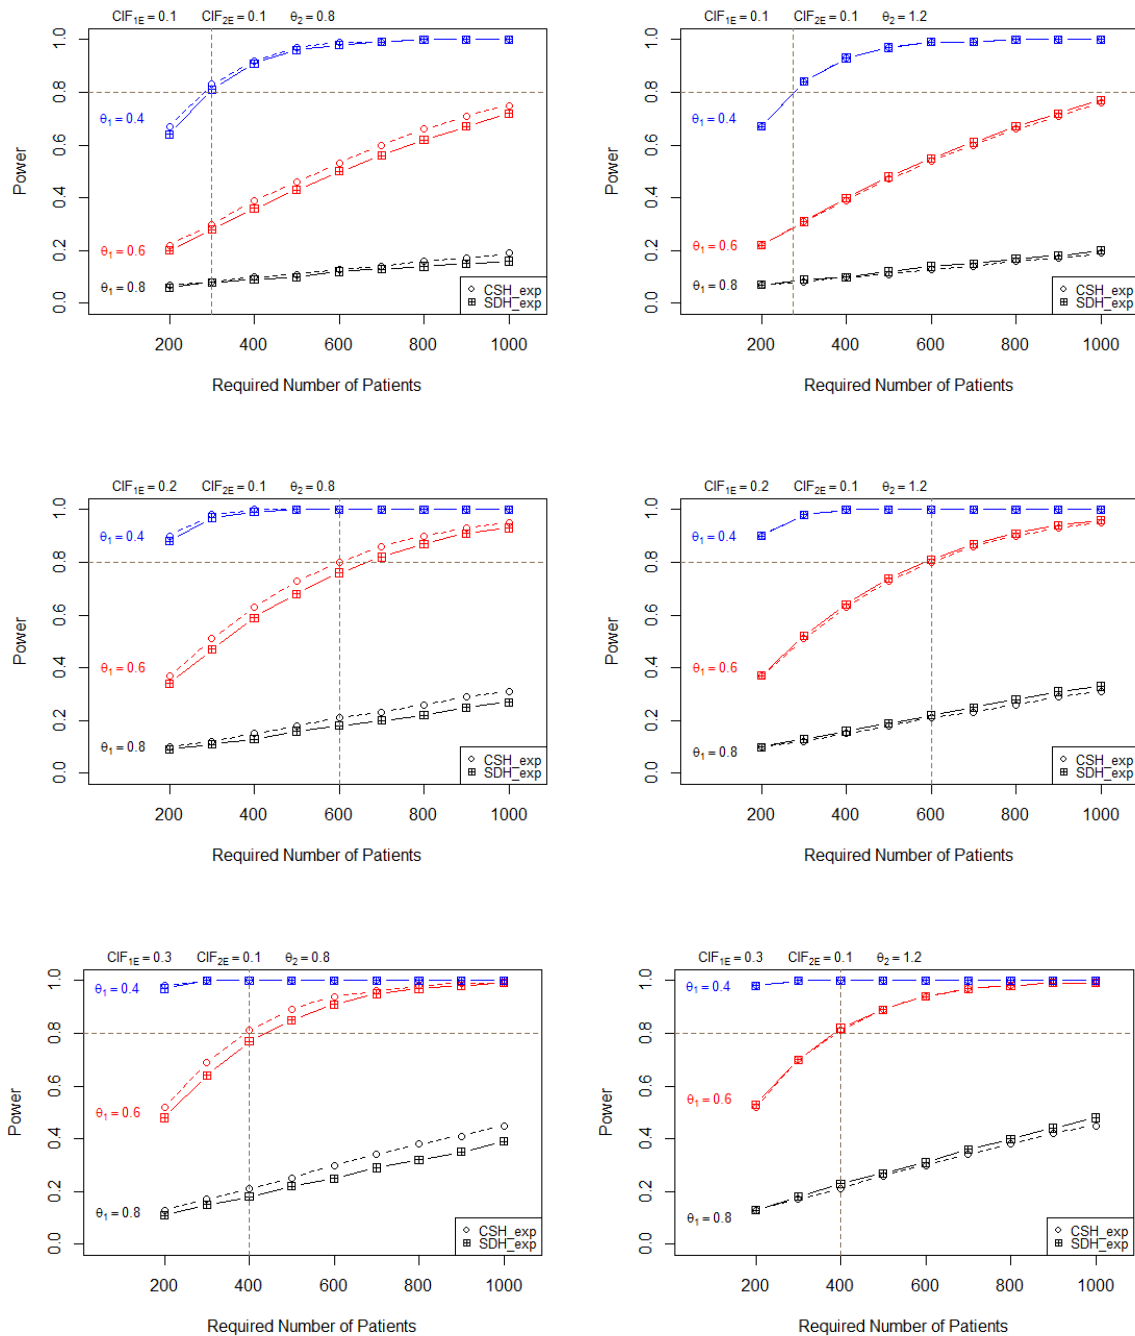 CIF1E = 0.1 CIF2E = 0.1 θ2 = 0.8
Power
1.0
0.8
0.6
0.4
0.2
0.0
θ1 = 0.4
θ1 = 0.6
θ1 = 0.8
CSH_exp
SDH_exp
200 400 600 800 1000
Required Number of Patients
CIF1E = 0.1 CIF2E = 0.1 θ2 = 1.2
Power
1.0
0.8
0.6
0.4
0.2
0.0
θ1 = 0.4
θ1 = 0.6
θ1 = 0.8
CSH_exp
SDH_exp
200 400 600 800 1000
Required Number of Patients
CIF1E = 0.2 CIF2E = 0.1 θ2 = 0.8
Power
1.0
0.8
0.6
0.4
0.2
0.0
θ1 = 0.4
θ1 = 0.6
θ1 = 0.8
CSH_exp
SDH_exp
200 400 600 800 1000
Required Number of Patients
CIF1E = 0.2 CIF2E = 0.1 θ2 = 1.2
Power
1.0
0.8
0.6
0.4
0.2
0.0
θ1 = 0.4
θ1 = 0.6
θ1 = 0.8
CSH_exp
SDH_exp
200 400 600 800 1000
Required Number of Patients
CIF1E = 0.3 CIF2E = 0.1 θ2 = 0.8
Power
1.0
0.8
0.6
0.4
0.2
0.0
θ1 = 0.4
θ1 = 0.6
θ1 = 0.8
CSH_exp
SDH_exp
200 400 600 800 1000
Required Number of Patients
CIF1E = 0.3 CIF2E = 0.1 θ2 = 1.2
Power
1.0
0.8
0.6
0.4
0.2
0.0
θ1 = 0.4
θ1 = 0.6
θ1 = 0.8
CSH_exp
SDH_exp
200 400 600 800 1000
Required Number of Patients